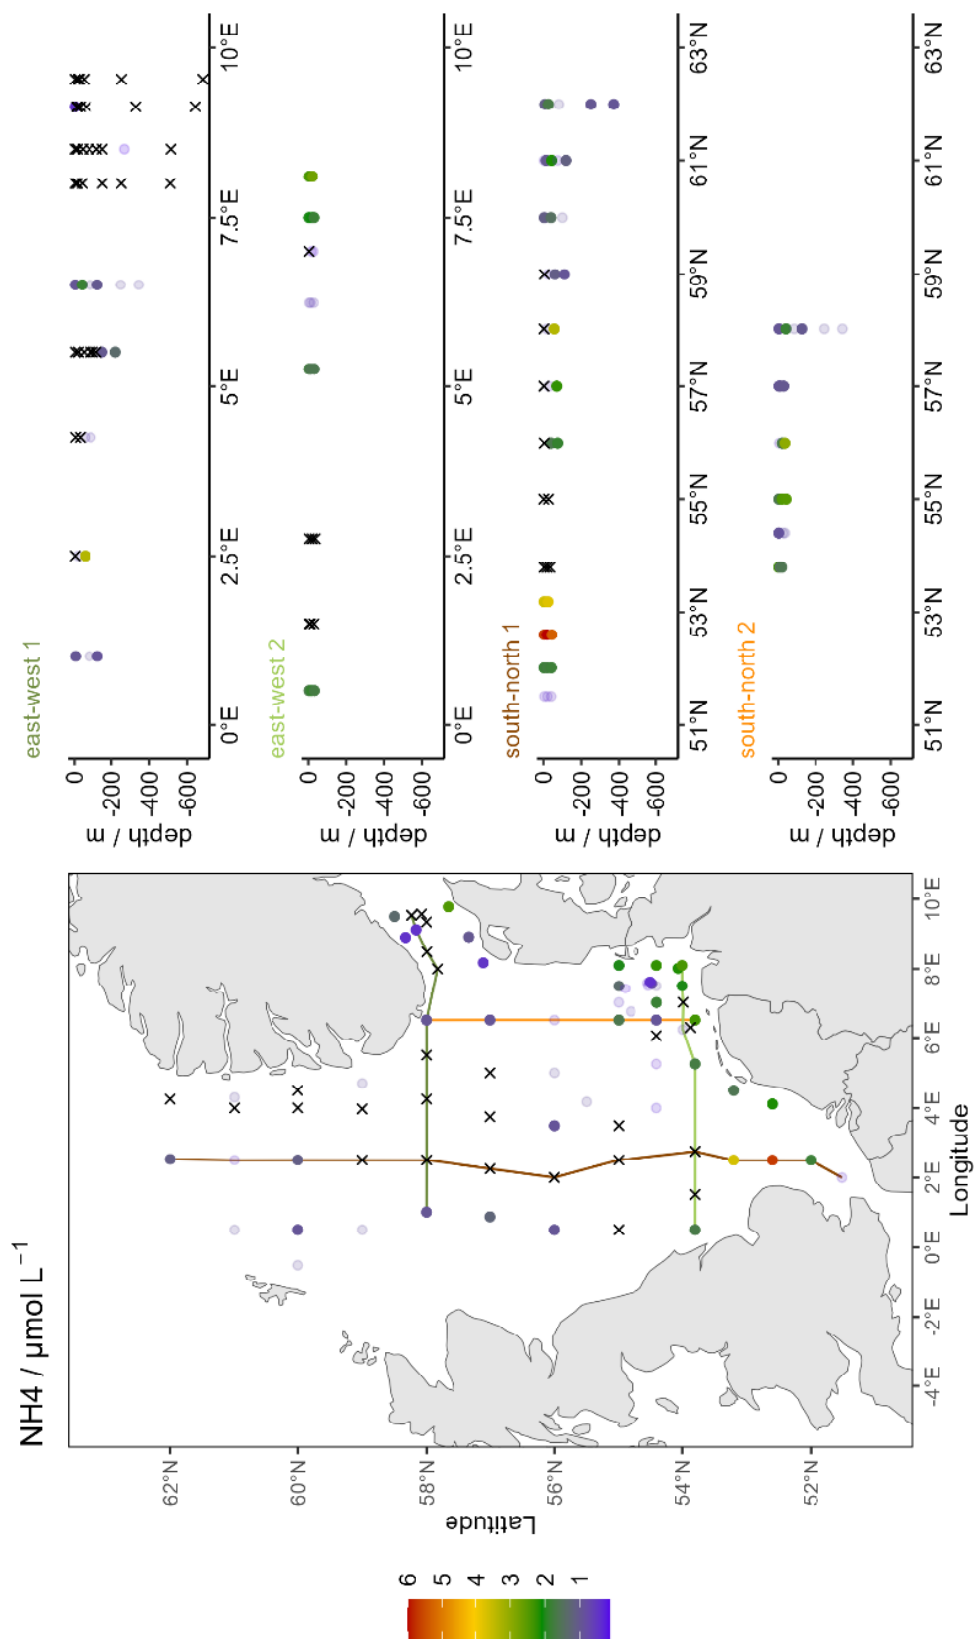 NH4 / µmol L⁻¹
62°N
60°N
58°N
56°N
54°N
52°N
Latitude
-4°E
-2°E
0°E
2°E
4°E
6°E
8°E
10°E
Longitude
6
5
4
3
2
1
east-west 1
0
-200
-400
-600
depth / m
0°E
2.5°E
5°E
7.5°E
10°E
east-west 2
0
-200
-400
-600
depth / m
0°E
2.5°E
5°E
7.5°E
10°E
south-north 1
0
-200
-400
-600
depth / m
51°N
53°N
55°N
57°N
59°N
61°N
63°N
south-north 2
0
-200
-400
-600
depth / m
51°N
53°N
55°N
57°N
59°N
61°N
63°N